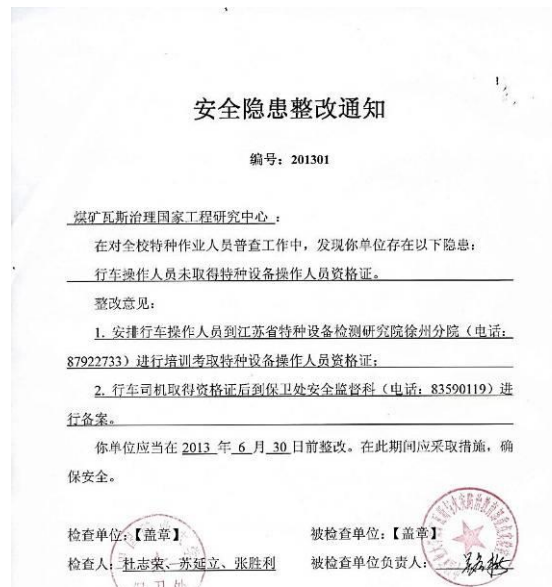 安全隐患整改通知
编号：201301
煤矿瓦斯治理国家工程研究中心：
在对全校特种作业人员普查工作中，发现你单位存在以下隐患：
行车操作人员未取得特种设备操作人员资格证。
整改意见：
1. 安排行车操作人员到江苏省特种设备检测研究院徐州分院（电话：
87922733）进行培训考取特种设备操作人员资格证；
2. 行车司机取得资格证后到保卫处安全监督科（电话：83590119）进
行备案。
你单位应当在 2013 年 6 月 30 日前整改。在此期间应采取措施，确
保安全。
检查单位：【盖章】 被检查单位：【盖章】
检查人：杜志荣、苏延立、张胜利 被检查单位负责人：
保卫处